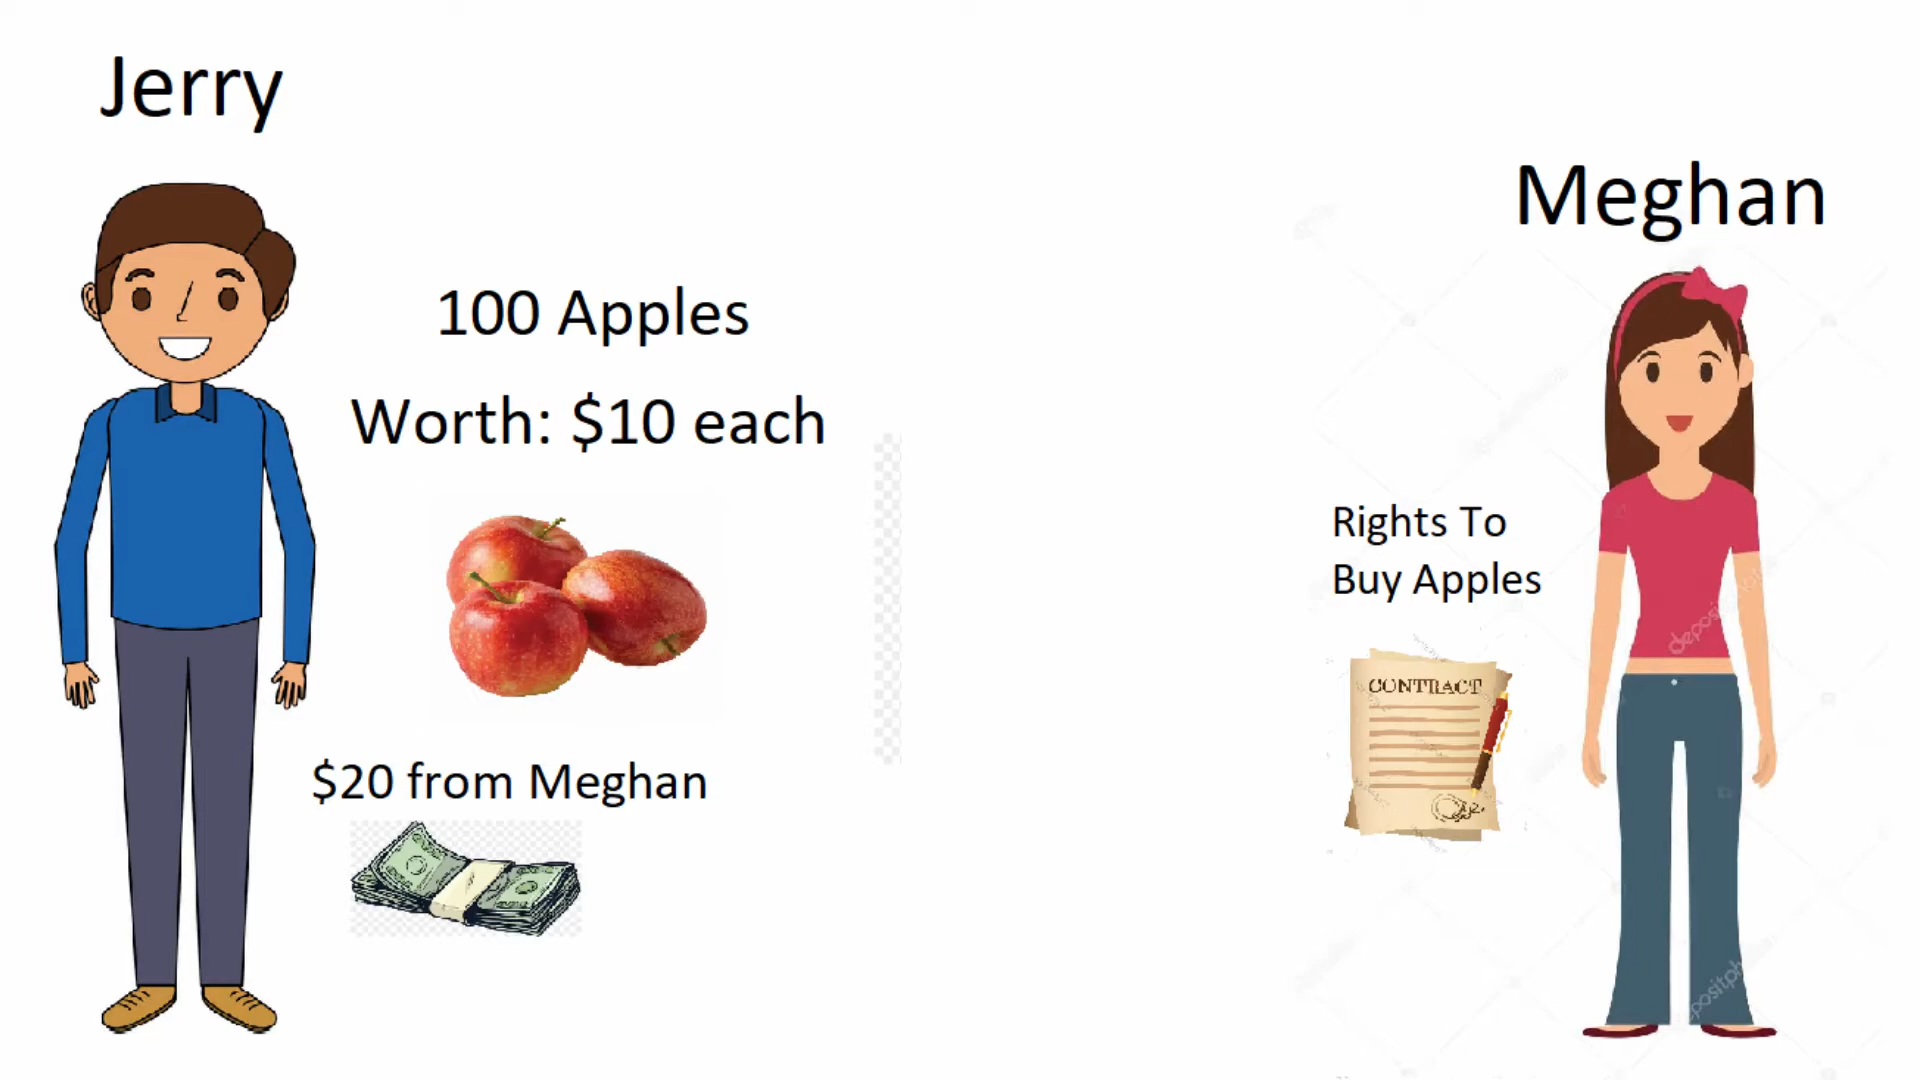 Jerry
Meghan
100 Apples
Worth: $10 each
Rights To
Buy Apples
CONTRACT
$20 from Meghan